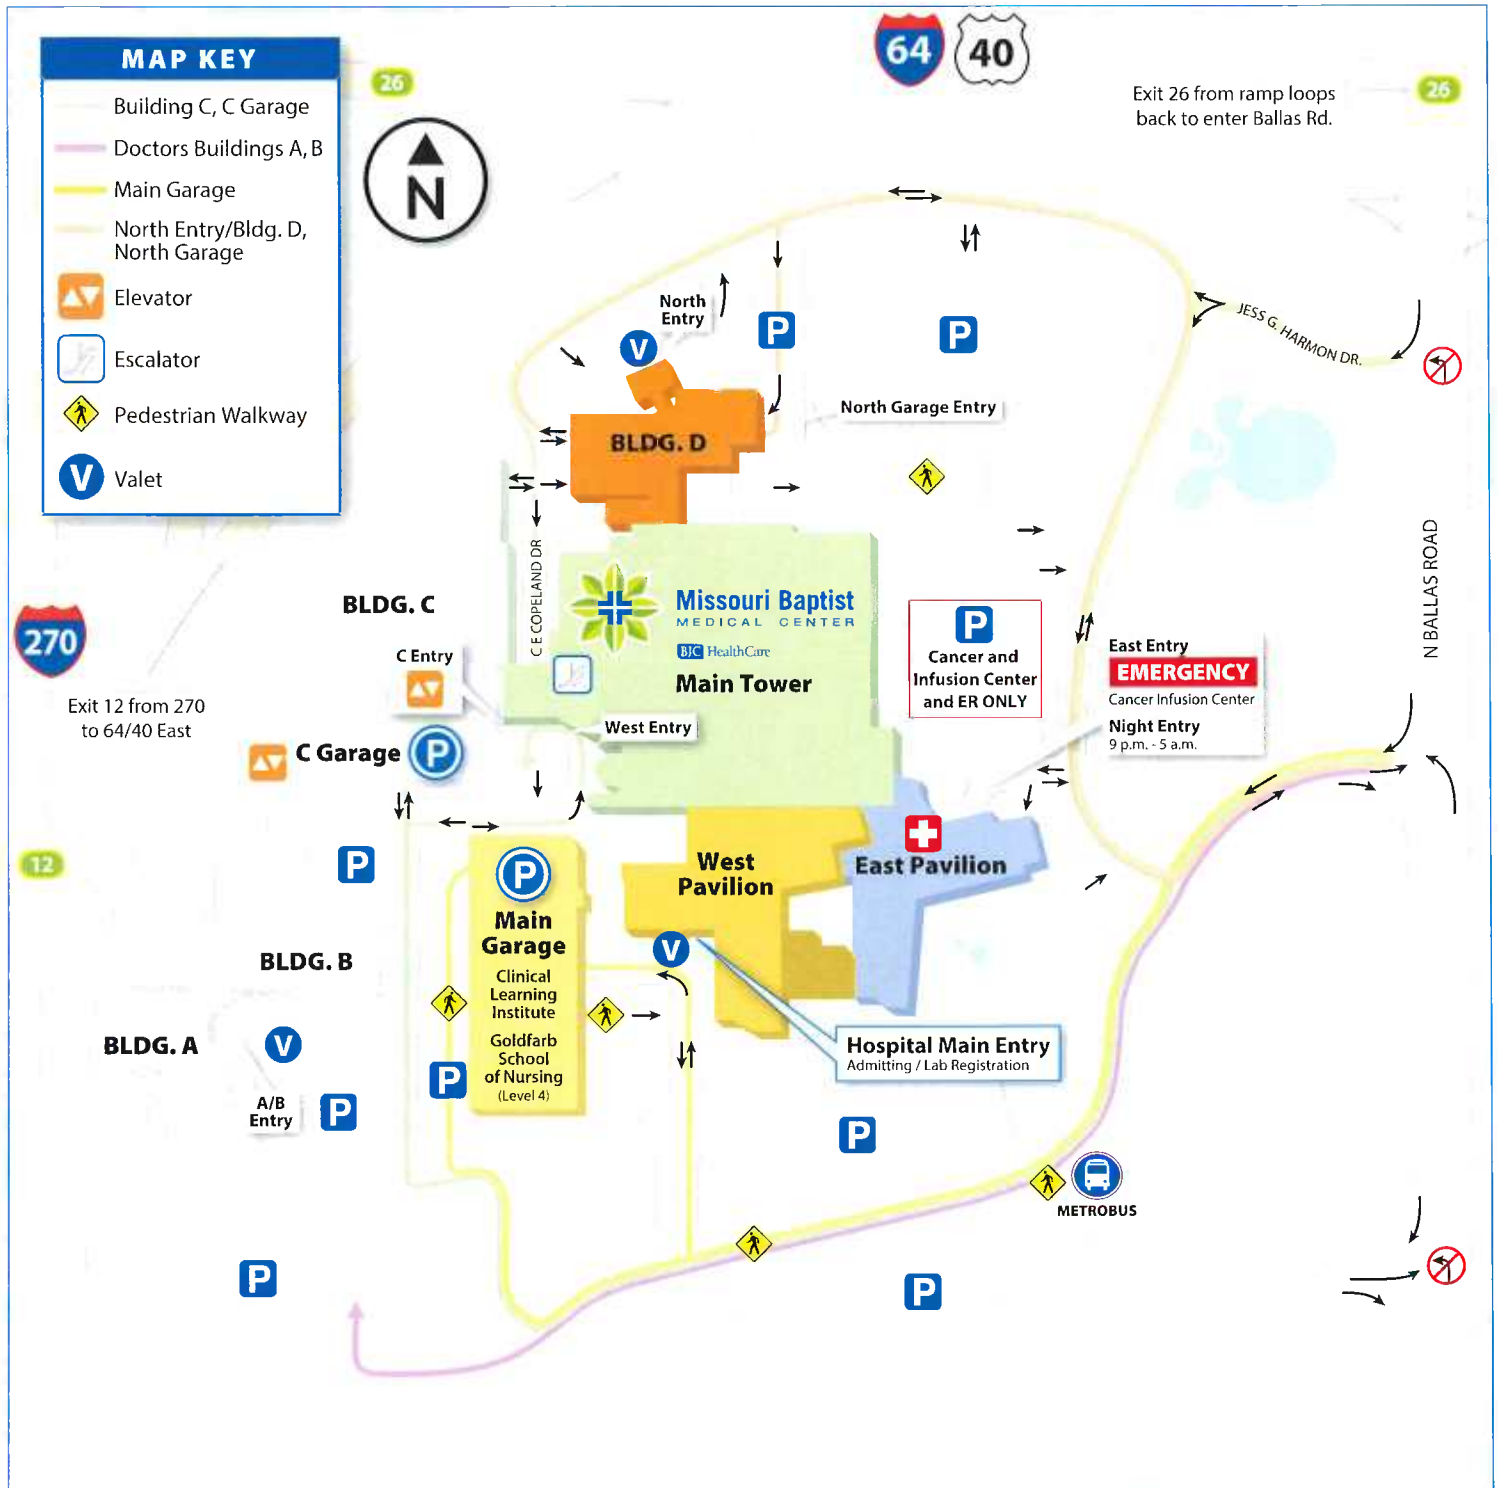 MAP KEY
Building C, C Garage
Doctors Buildings A, B
Main Garage
North Entry/Bldg. D,
North Garage
Elevator
Escalator
Pedestrian Walkway
V Valet
26
N
64
40
Exit 26 from ramp loops
back to enter Ballas Rd.
26
North
Entry
V
P
P
JESS G. HARMON DR.
BLDG. D
North Garage Entry
N BALLAS ROAD
C E COPELAND DR
BLDG. C
Missouri Baptist
MEDICAL CENTER
BJC HealthCare
Main Tower
270
Exit 12 from 270
to 64/40 East
C Entry
P
Cancer and
Infusion Center
and ER ONLY
East Entry
EMERGENCY
Cancer Infusion Center
Night Entry
9 p.m. - 5 a.m.
West Entry
C Garage P
12
P
P
Main
Garage
Clinical
Learning
Institute
Goldfarb
School
of Nursing
(Level 4)
West
Pavilion
East Pavilion
V
BLDG. B
BLDG. A
V
A/B
Entry
P
P
Hospital Main Entry
Admitting / Lab Registration
P
METROBUS
P
P